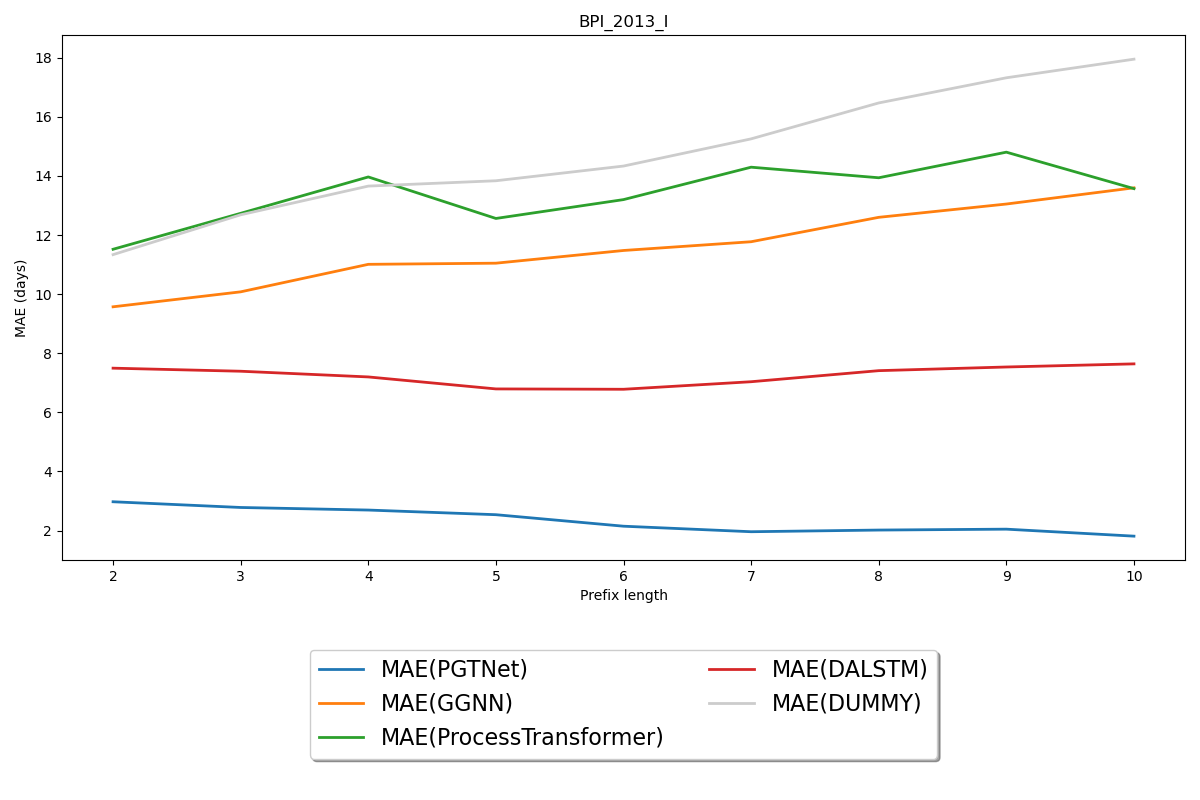 BPI_2013_I
MAE (days)
18
16
14
12
10
8
6
4
2
2 3 4 5 6 7 8 9 10
Prefix length
MAE(PGTNet)
MAE(GGNN)
MAE(ProcessTransformer)
MAE(DALSTM)
MAE(DUMMY)